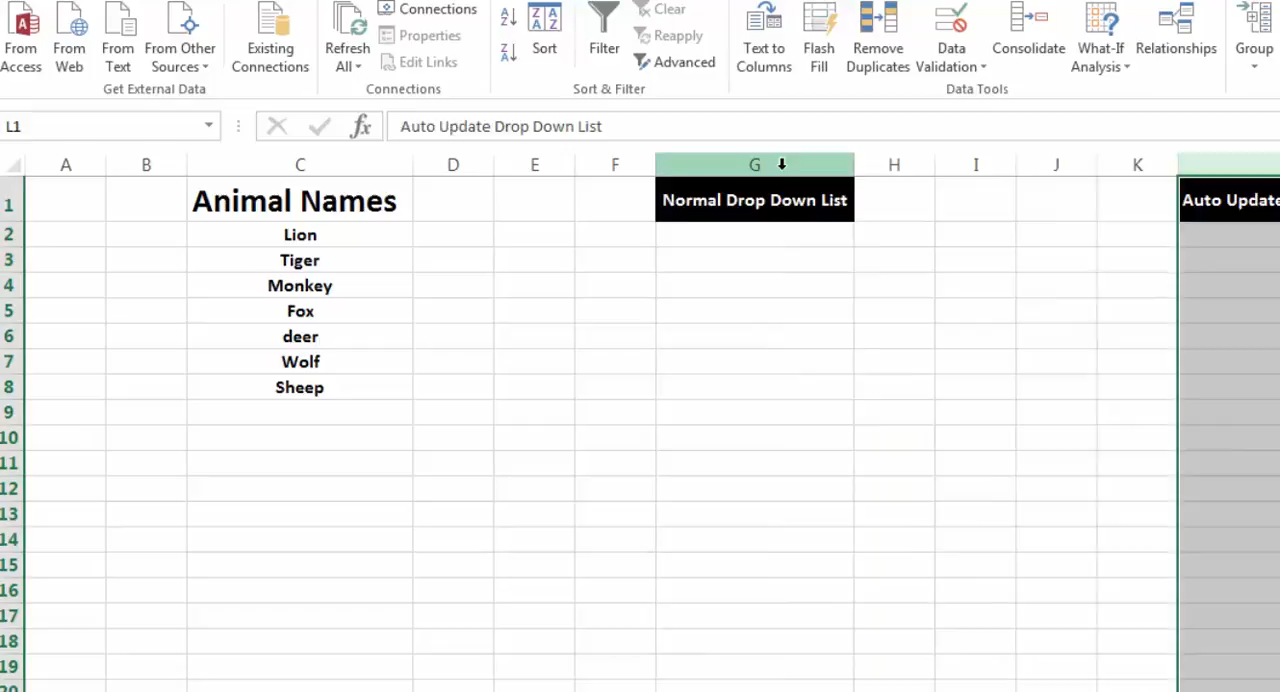 Connections
Properties
Edit Links
Clear
Reapply
Advanced
From Access
From Web
From Text
From Other Sources
Existing Connections
Refresh All
Sort
Filter
Text to Columns
Flash Fill
Remove Duplicates
Data Validation
Consolidate
What-If Analysis
Relationships
Group
Get External Data
Connections
Sort & Filter
Data Tools
L1
fx
Auto Update Drop Down List
A B C D E F G H I J K
1 Animal Names Normal Drop Down List Auto Update
2 Lion
3 Tiger
4 Monkey
5 Fox
6 deer
7 Wolf
8 Sheep
9
10
11
12
13
14
15
16
17
18
19
20